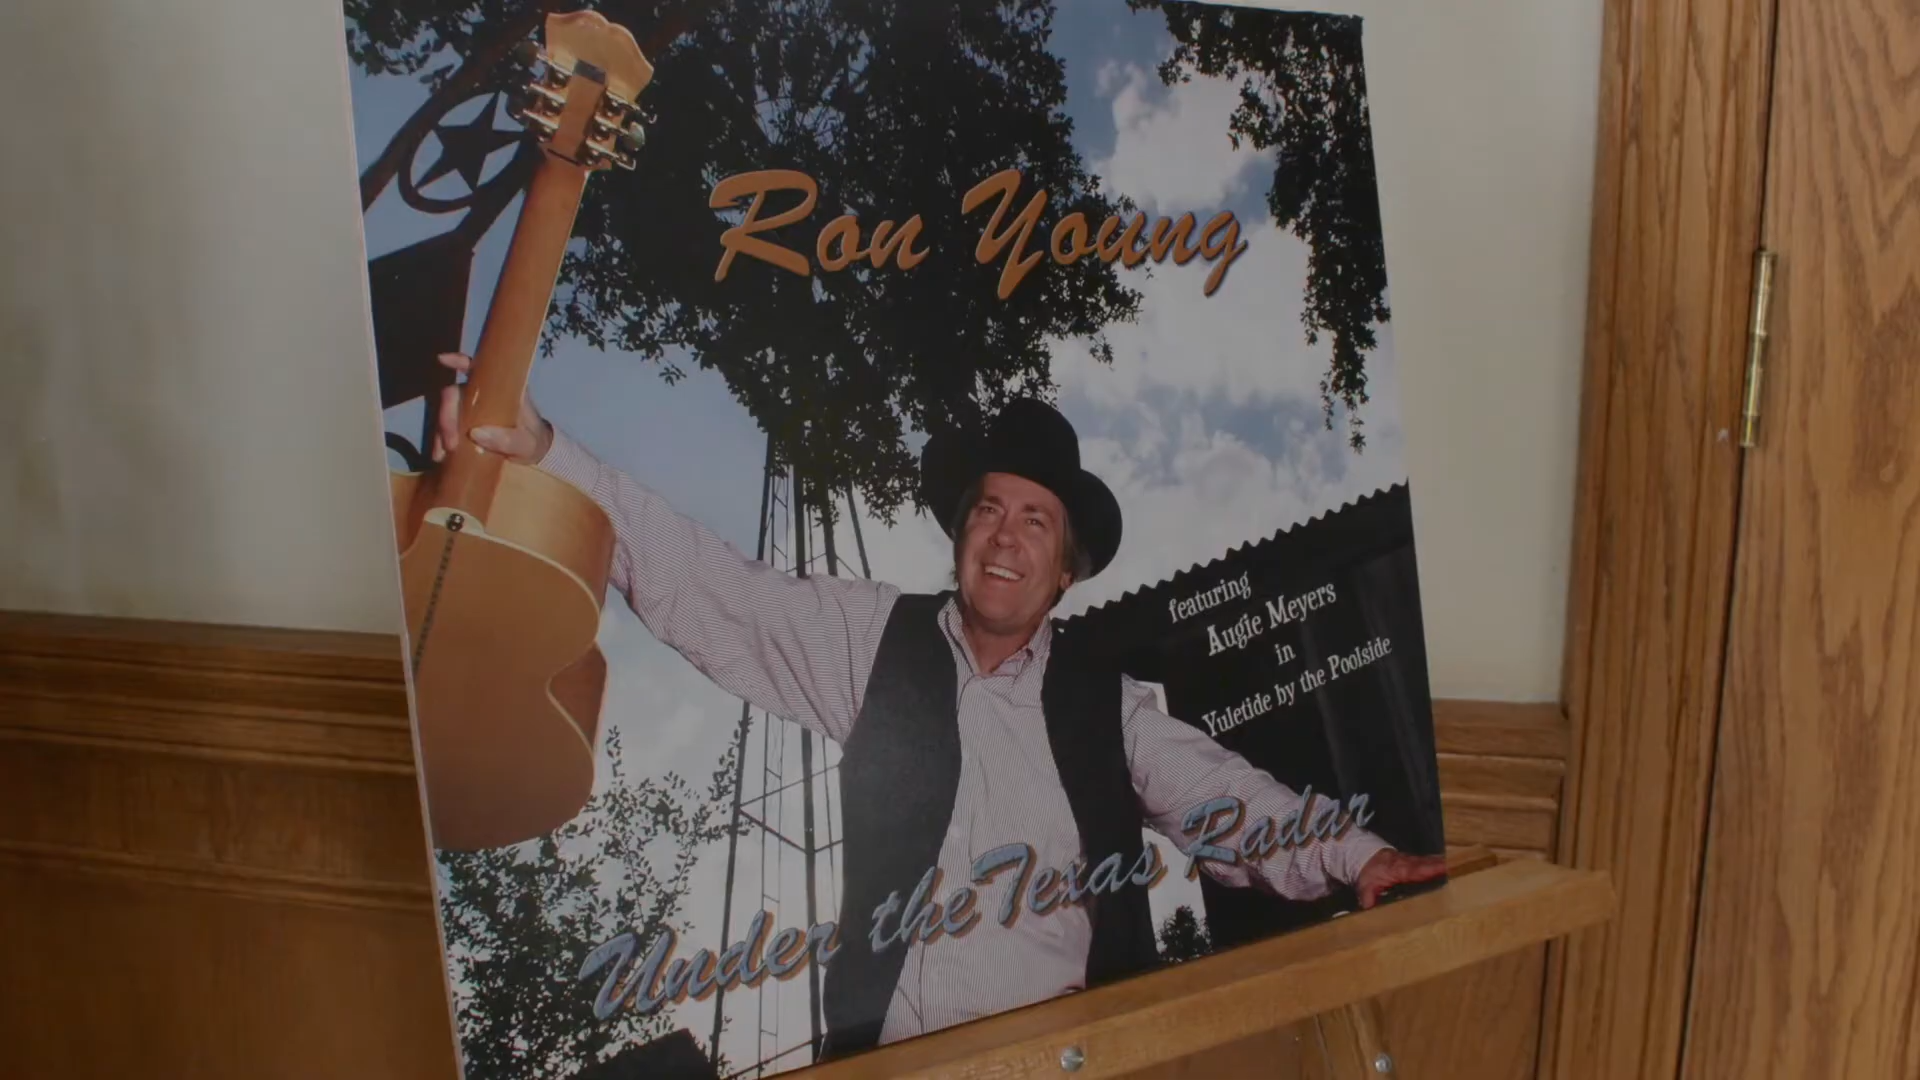 Ron Young
featuring
Augie Meyers
in
Yuletide by the Poolside
Under the Texas Radar